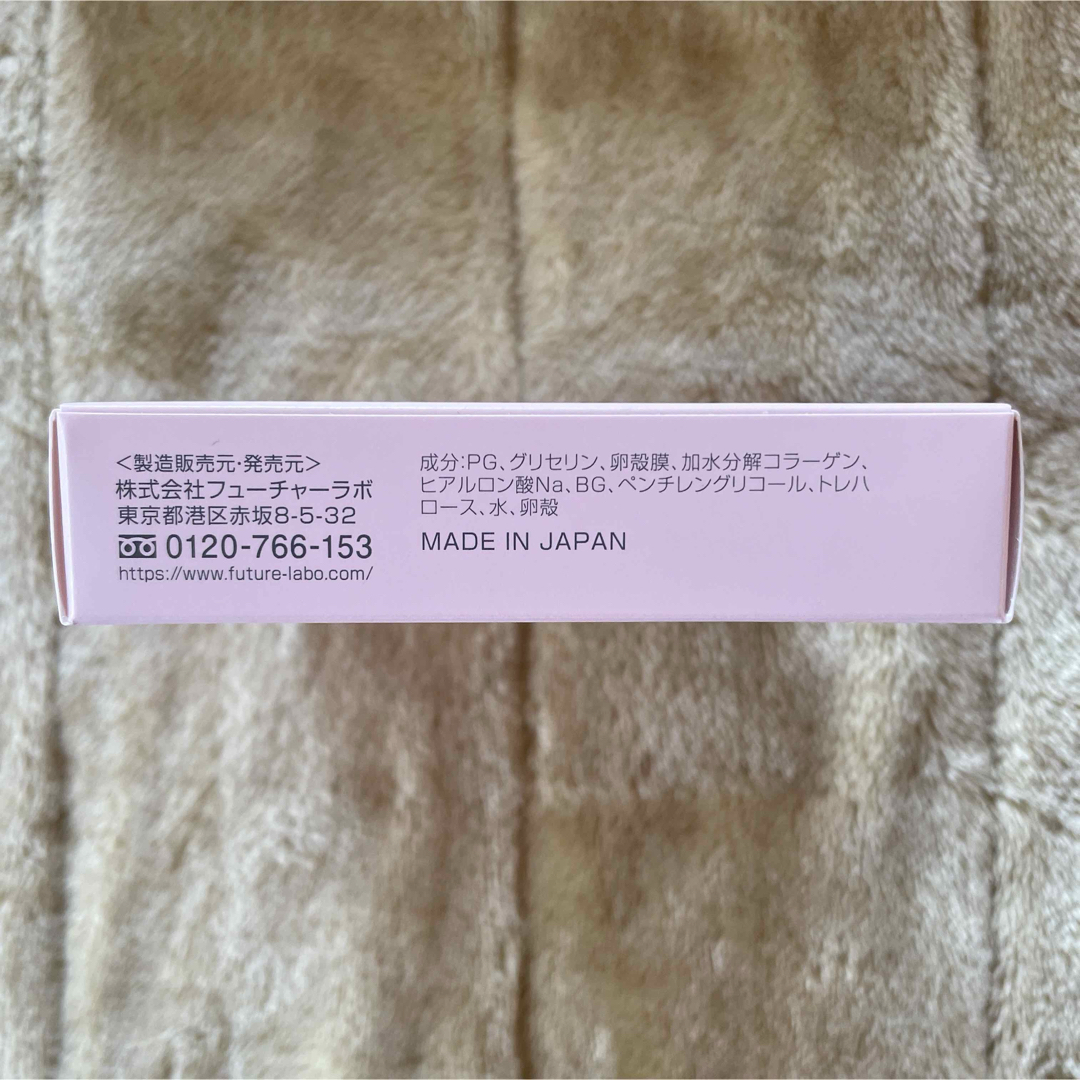 ＜製造販売元・発売元＞
株式会社フューチャーラボ
東京都港区赤坂8-5-32
0120-766-153
https://www.future-labo.com/
成分:PG、グリセリン、卵殻膜、加水分解コラーゲン、
ヒアルロン酸Na、BG、ペンチレングリコール、トレハ
ロース、水、卵殻
MADE IN JAPAN